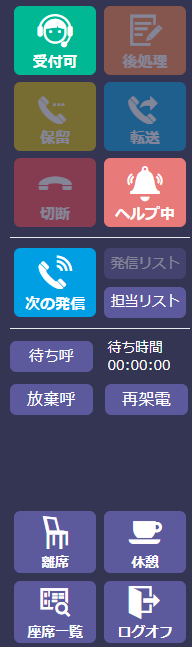 受付可
後処理
保留
転送
切断
ヘルプ中
次の発信
発信リスト
担当リスト
待ち呼
待ち時間
00:00:00
放棄呼
再架電
離席
休憩
座席一覧
ログオフ